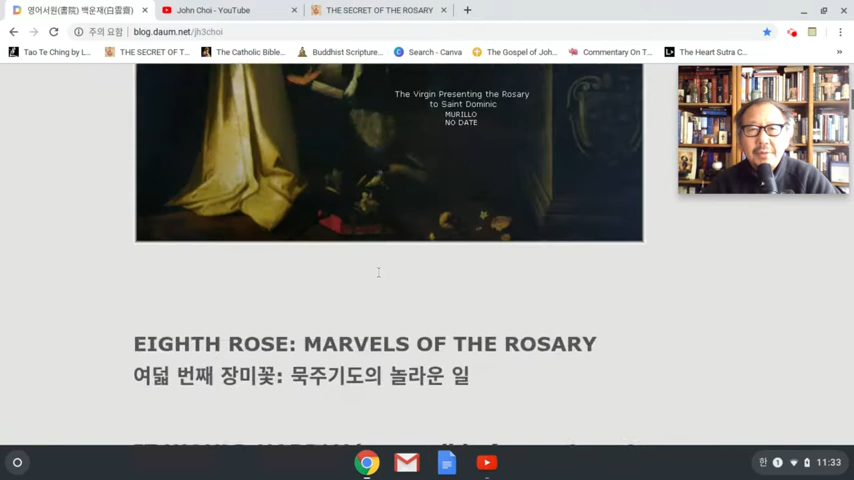 영어서원(書院) 백운재(白雲齋)
John Choi - YouTube
THE SECRET OF THE ROSARY
주의 요함
blog.daum.net/jh3choi
Tao Te Ching by L...
THE SECRET OF T...
The Catholic Bible...
Buddhist Scripture...
Search - Canva
The Gospel of Joh...
Commentary On T...
The Heart Sutra C...
The Virgin Presenting the Rosary
to Saint Dominic
MURILLO
NO DATE
EIGHTH ROSE: MARVELS OF THE ROSARY
여덟 번째 장미꽃: 묵주기도의 놀라운 일
한
1
11:33